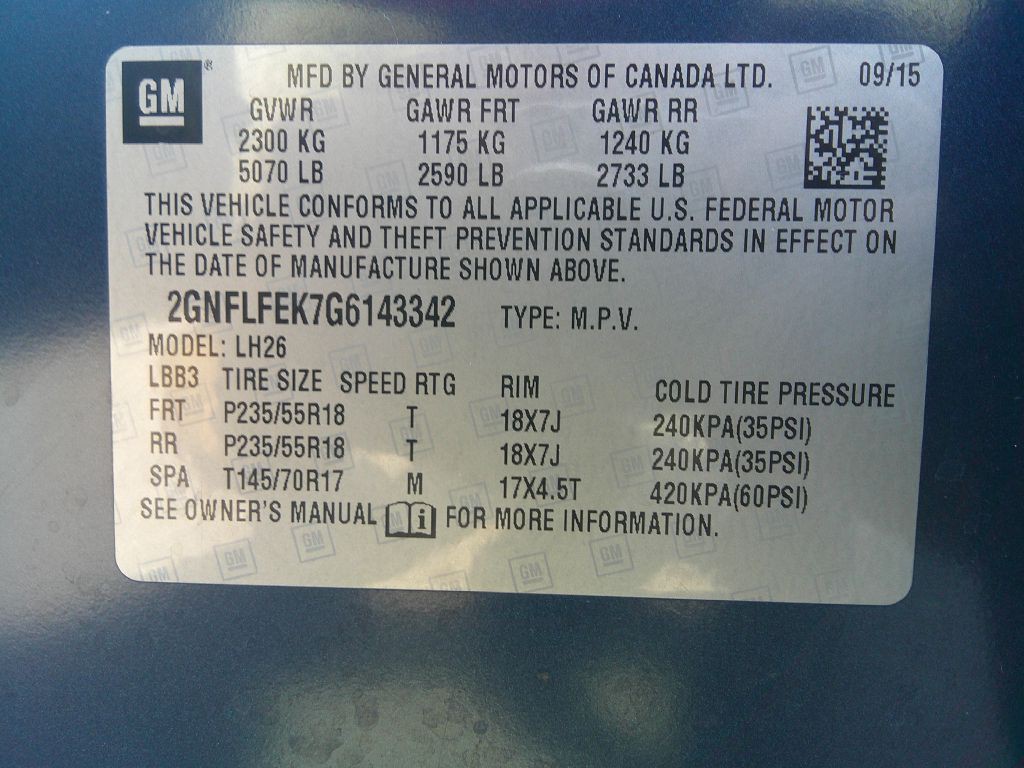 GM® MFD BY GENERAL MOTORS OF CANADA LTD. 09/15
GVWR GAWR FRT GAWR RR
2300 KG 1175 KG 1240 KG
5070 LB 2590 LB 2733 LB
THIS VEHICLE CONFORMS TO ALL APPLICABLE U.S. FEDERAL MOTOR
VEHICLE SAFETY AND THEFT PREVENTION STANDARDS IN EFFECT ON
THE DATE OF MANUFACTURE SHOWN ABOVE.
2GNFLFEK7G6143342 TYPE: M.P.V.
MODEL: LH26
LBB3 TIRE SIZE SPEED RTG RIM COLD TIRE PRESSURE
FRT P235/55R18 T 18X7J 240KPA(35PSI)
RR P235/55R18 T 18X7J 240KPA(35PSI)
SPA T145/70R17 M 17X4.5T 420KPA(60PSI)
SEE OWNER'S MANUAL i FOR MORE INFORMATION.